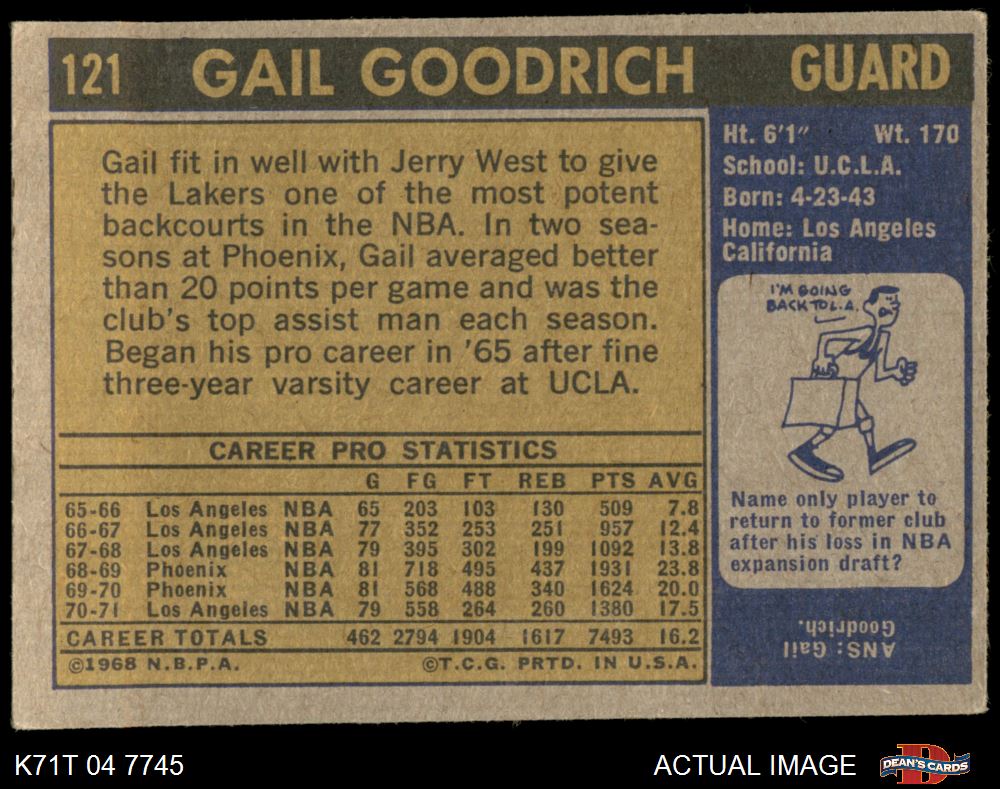 121 GAIL GOODRICH GUARD
Gail fit in well with Jerry West to give
the Lakers one of the most potent
backcourts in the NBA. In two sea-
sons at Phoenix, Gail averaged better
than 20 points per game and was the
club's top assist man each season.
Began his pro career in '65 after fine
three-year varsity career at UCLA.
CAREER PRO STATISTICS
G FG FT REB PTS AVG
65-66 Los Angeles NBA 65 203 103 130 509 7.8
66-67 Los Angeles NBA 77 352 253 251 957 12.4
67-68 Los Angeles NBA 79 395 302 199 1092 13.8
68-69 Phoenix NBA 81 718 495 437 1931 23.8
69-70 Phoenix NBA 81 568 488 340 1624 20.0
70-71 Los Angeles NBA 79 558 264 260 1380 17.5
CAREER TOTALS 462 2794 1904 1617 7493 16.2
©1968 N.B.P.A. ©T.C.G. PRTD. IN U.S.A.
Ht. 6'1" Wt. 170
School: U.C.L.A.
Born: 4-23-43
Home: Los Angeles
California
I'M GOING
BACK TO L.A.
Name only player to
return to former club
after his loss in NBA
expansion draft?
ANS: Gail
Goodrich.
K71T 04 7745 ACTUAL IMAGE DEAN'S CARDS